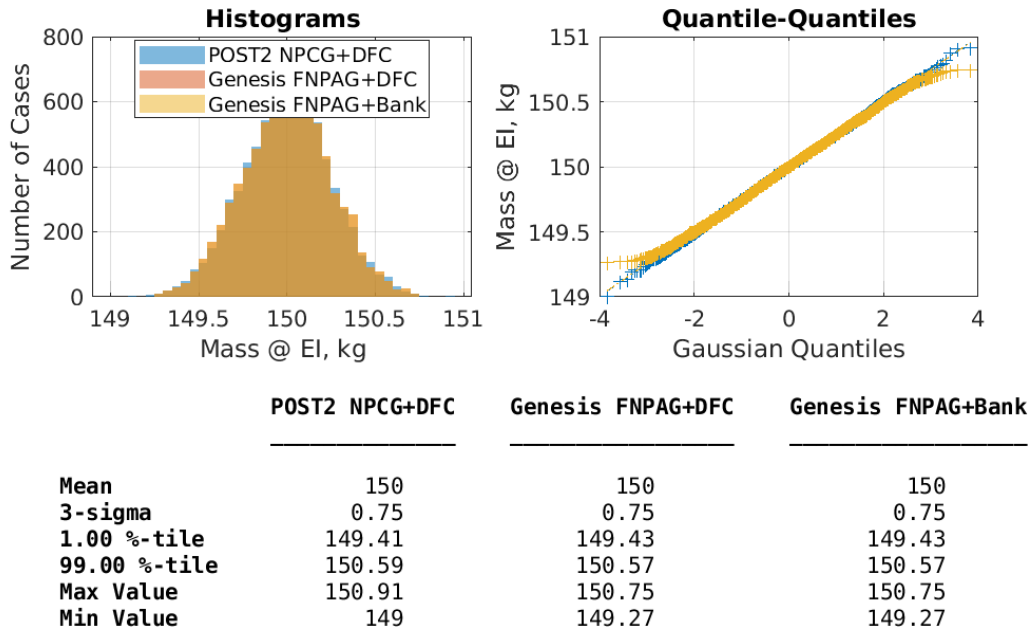 Histograms
800
600
400
200
0
Number of Cases
POST2 NPCG+DFC
Genesis FNPAG+DFC
Genesis FNPAG+Bank
149 149.5 150 150.5 151
Mass @ EI, kg
Quantile-Quantiles
151
150.5
150
149.5
149
Mass @ EI, kg
-4 -2 0 2 4
Gaussian Quantiles
POST2 NPCG+DFC Genesis FNPAG+DFC Genesis FNPAG+Bank
Mean 150 150 150
3-sigma 0.75 0.75 0.75
1.00 %-tile 149.41 149.43 149.43
99.00 %-tile 150.59 150.57 150.57
Max Value 150.91 150.75 150.75
Min Value 149 149.27 149.27